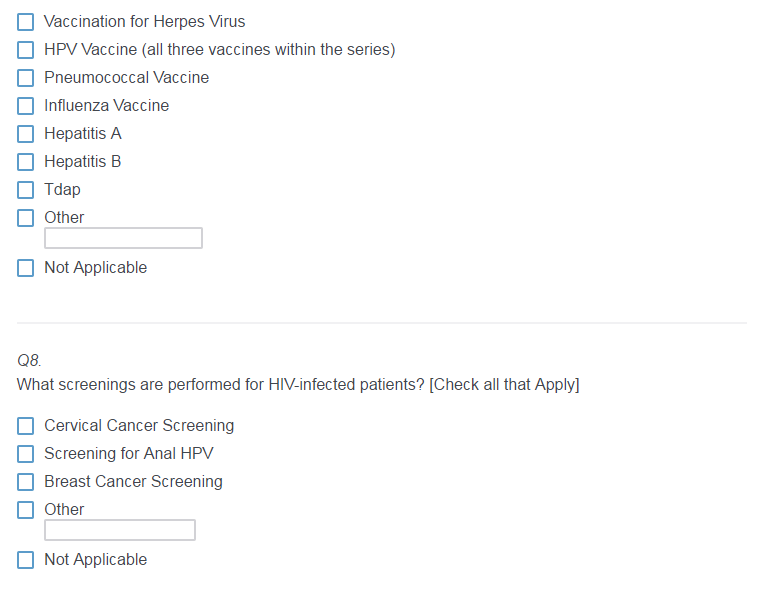 Vaccination for Herpes Virus
HPV Vaccine (all three vaccines within the series)
Pneumococcal Vaccine
Influenza Vaccine
Hepatitis A
Hepatitis B
Tdap
Other
Not Applicable
Q8.
What screenings are performed for HIV-infected patients? [Check all that Apply]
Cervical Cancer Screening
Screening for Anal HPV
Breast Cancer Screening
Other
Not Applicable